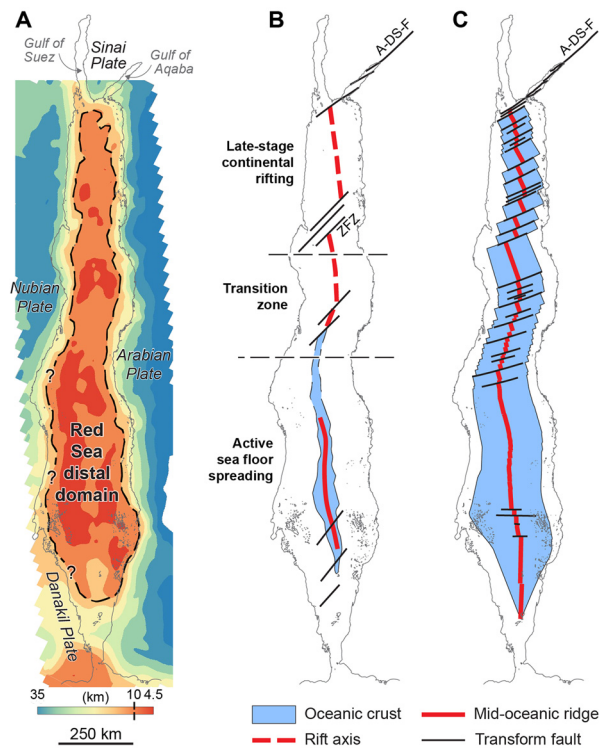 A
B
C
Gulf of
Suez
Sinai
Plate
Gulf of
Aqaba
A-DS-F
A-DS-F
Late-stage
continental
rifting
ZFZ
Transition
zone
Nubian
Plate
Arabian
Plate
?
?
?
Red
Sea
distal
domain
Active
sea floor
spreading
Danakil Plate
35
(km)
10 4.5
250 km
Oceanic crust
Mid-oceanic ridge
Rift axis
Transform fault